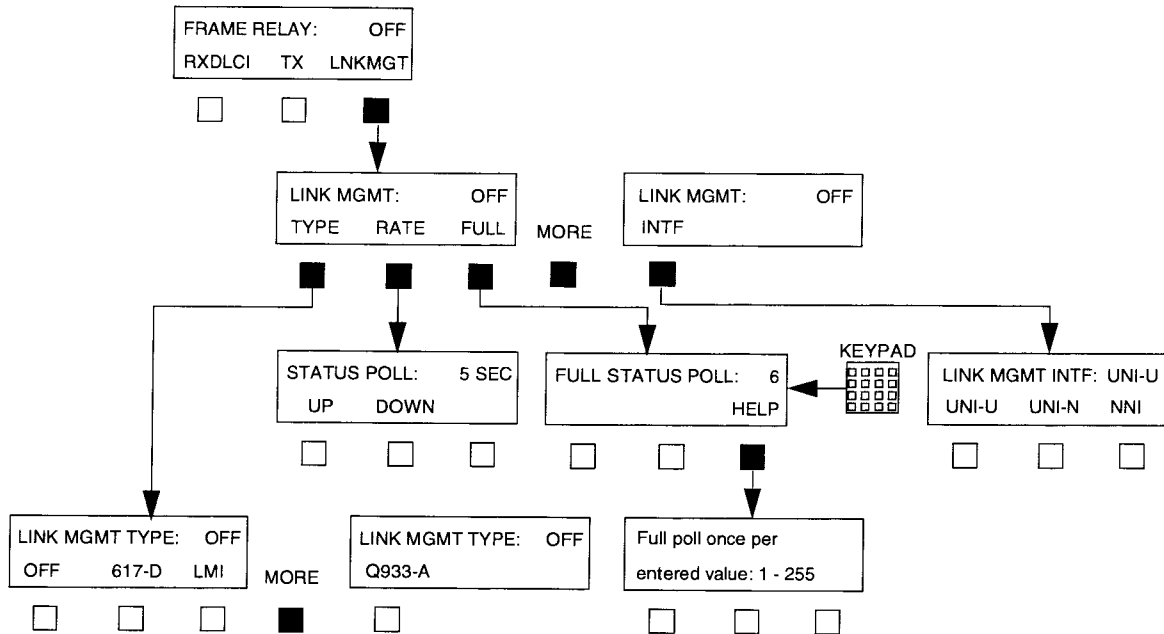 FRAME RELAY: OFF
RXDLCI TX LNKMGT
LINK MGMT: OFF
TYPE RATE FULL
MORE
LINK MGMT: OFF
INTF
STATUS POLL: 5 SEC
UP DOWN
FULL STATUS POLL: 6
HELP
KEYPAD
LINK MGMT INTF: UNI-U
UNI-U UNI-N NNI
LINK MGMT TYPE: OFF
OFF 617-D LMI
MORE
LINK MGMT TYPE: OFF
Q933-A
Full poll once per
entered value: 1 - 255